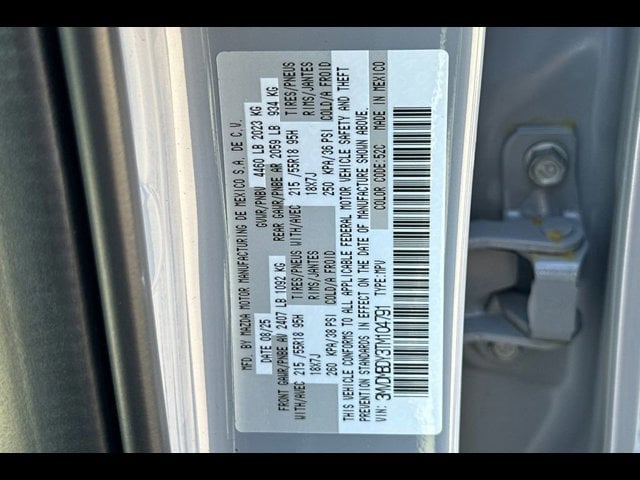 MFD. BY MAZDA MOTOR MANUFACTURING DE MEXICO S.A. DE C.V.
DATE 08/25 GVWR/PNBV 4460 LB 2023 KG
FRONT GAWR/PNBE AV 2407 LB 1092 KG REAR GAWR/PNBE AR 2059 LB 934 KG
WITH/AVEC 215/55R18 95H TIRES/PNEUS WITH/AVEC 215/55R18 95H TIRES/PNEUS
18X7J RIMS/JANTES 18X7J RIMS/JANTES
260 KPA/38 PSI COLD/A FROID 250 KPA/36 PSI COLD/A FROID
THIS VEHICLE CONFORMS TO ALL APPLICABLE FEDERAL MOTOR VEHICLE SAFETY AND THEFT
PREVENTION STANDARDS IN EFFECT ON THE DATE OF MANUFACTURE SHOWN ABOVE.
VIN: TYPE:MPV COLOR CODE:52C MADE IN MEXICO